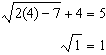 √(2(4) − 7) + 4 = 5
√1 = 1